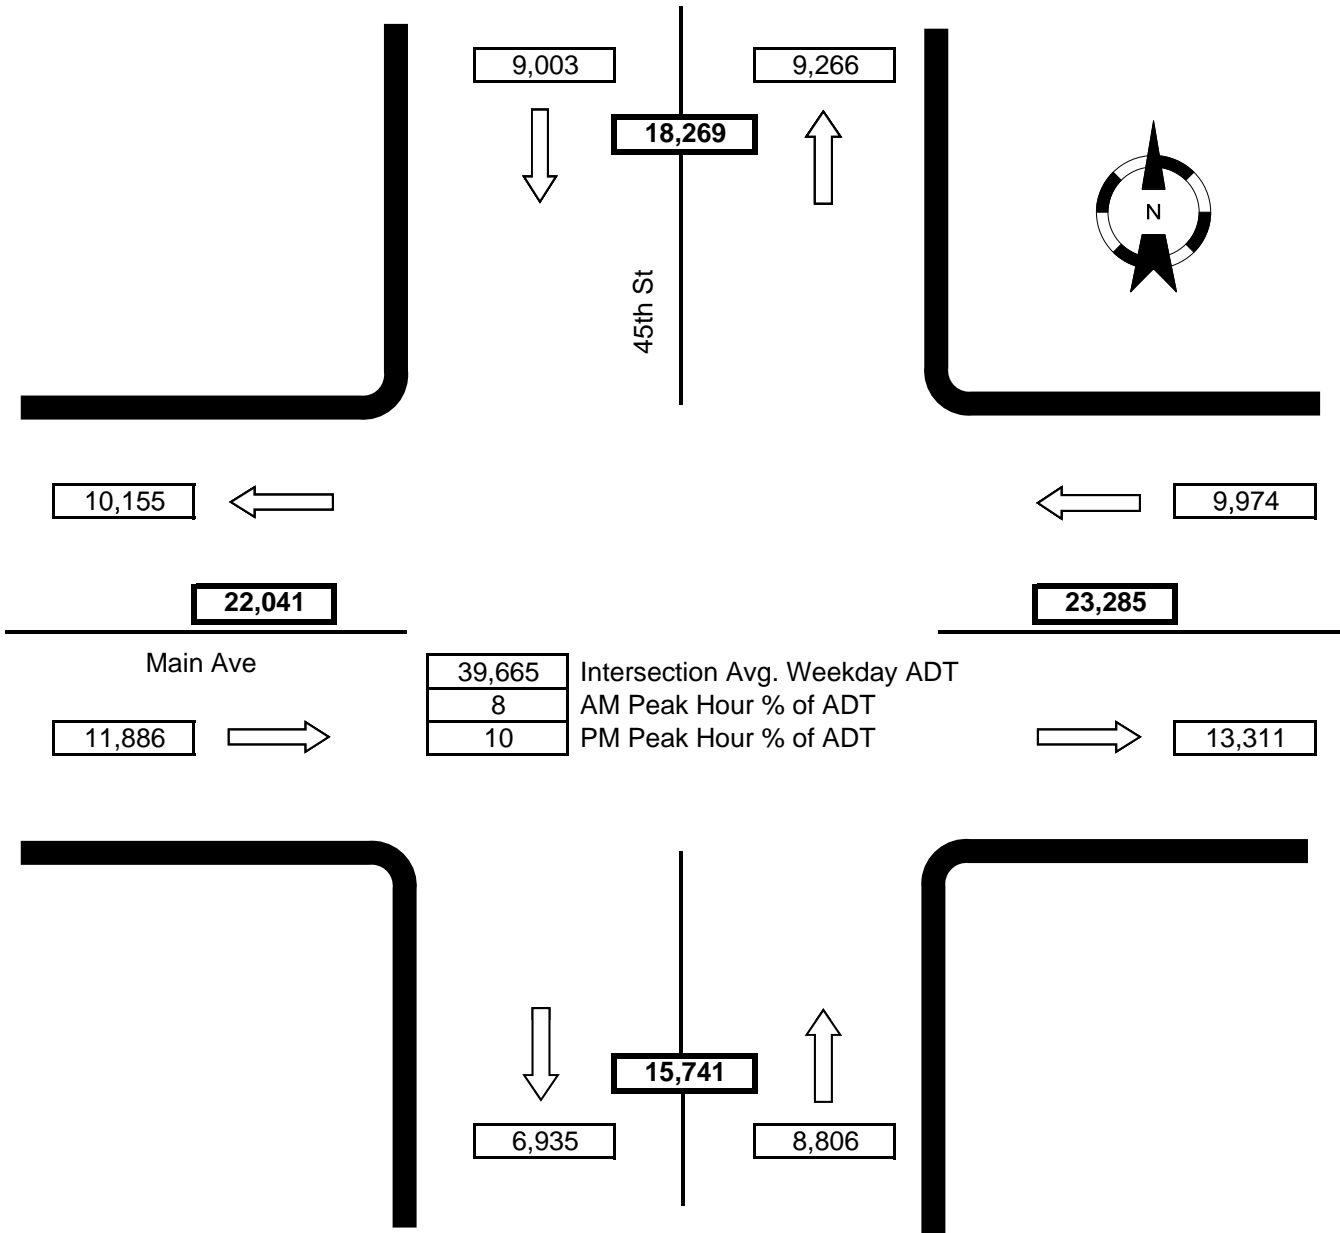 9,003
9,266
18,269
N
45th St
10,155
9,974
22,041
23,285
Main Ave
39,665 Intersection Avg. Weekday ADT
8 AM Peak Hour % of ADT
10 PM Peak Hour % of ADT
11,886
13,311
15,741
6,935
8,806